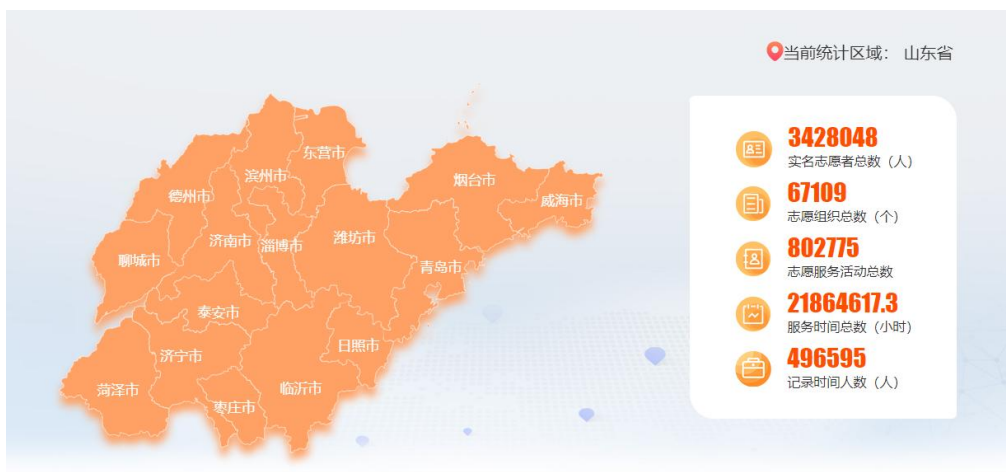 当前统计区域： 山东省
3428048
实名志愿者总数（人）
67109
志愿组织总数（个）
802775
志愿服务活动总数
21864617.3
服务时间总数（小时）
496595
记录时间人数（人）
东营市
滨州市
烟台市
德州市
威海市
济南市
淄博市
潍坊市
聊城市
青岛市
泰安市
日照市
济宁市
菏泽市
临沂市
枣庄市